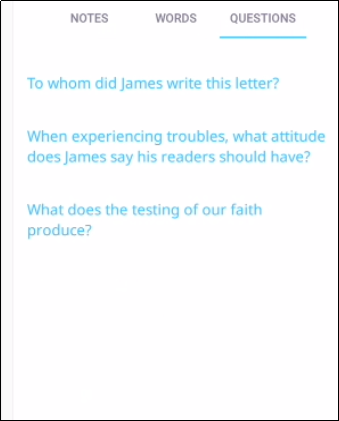 NOTES WORDS QUESTIONS
To whom did James write this letter?
When experiencing troubles, what attitude
does James say his readers should have?
What does the testing of our faith
produce?